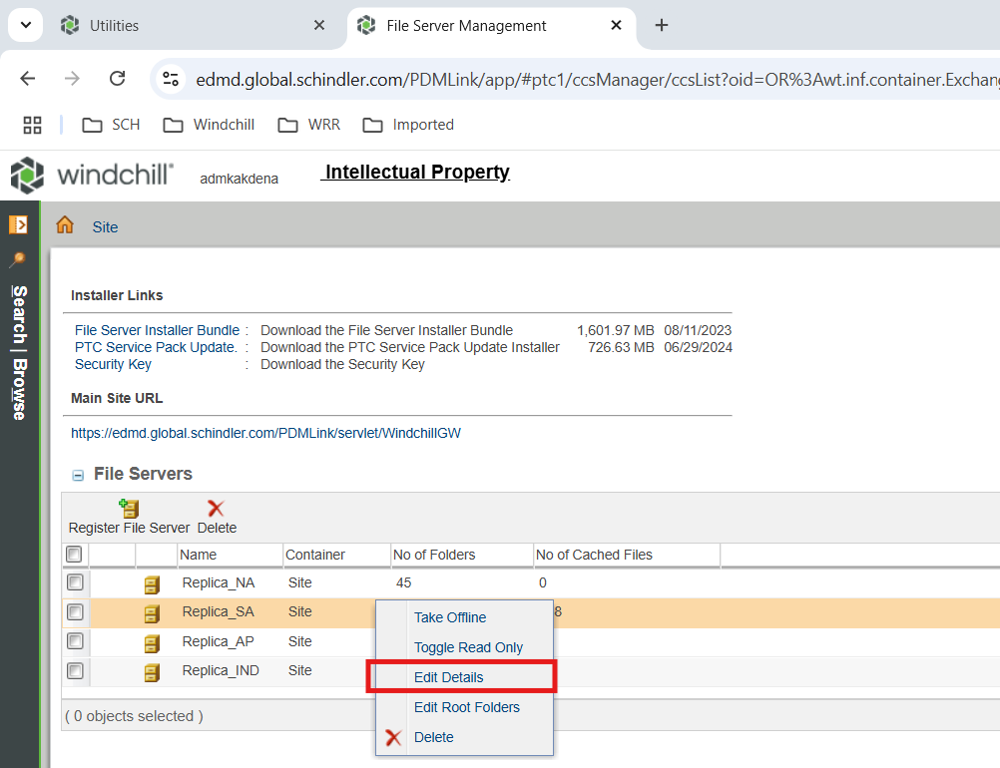 Utilities
File Server Management
edmd.global.schindler.com/PDMLink/app/#ptc1/ccsManager/ccsList?oid=OR%3Awt.inf.container.Exchan
SCH
Windchill
WRR
Imported
windchill®
admkakdena
Intellectual Property
Site
Search | Browse
Installer Links
File Server Installer Bundle : Download the File Server Installer Bundle 1,601.97 MB 08/11/2023
PTC Service Pack Update. : Download the PTC Service Pack Update Installer 726.63 MB 06/29/2024
Security Key : Download the Security Key
Main Site URL
https://edmd.global.schindler.com/PDMLink/servlet/WindchillGW
File Servers
Register File Server Delete
Name Container No of Folders No of Cached Files
Replica_NA Site 45 0
Replica_SA Site 8
Replica_AP Site
Replica_IND Site
Take Offline
Toggle Read Only
Edit Details
Edit Root Folders
Delete
( 0 objects selected )